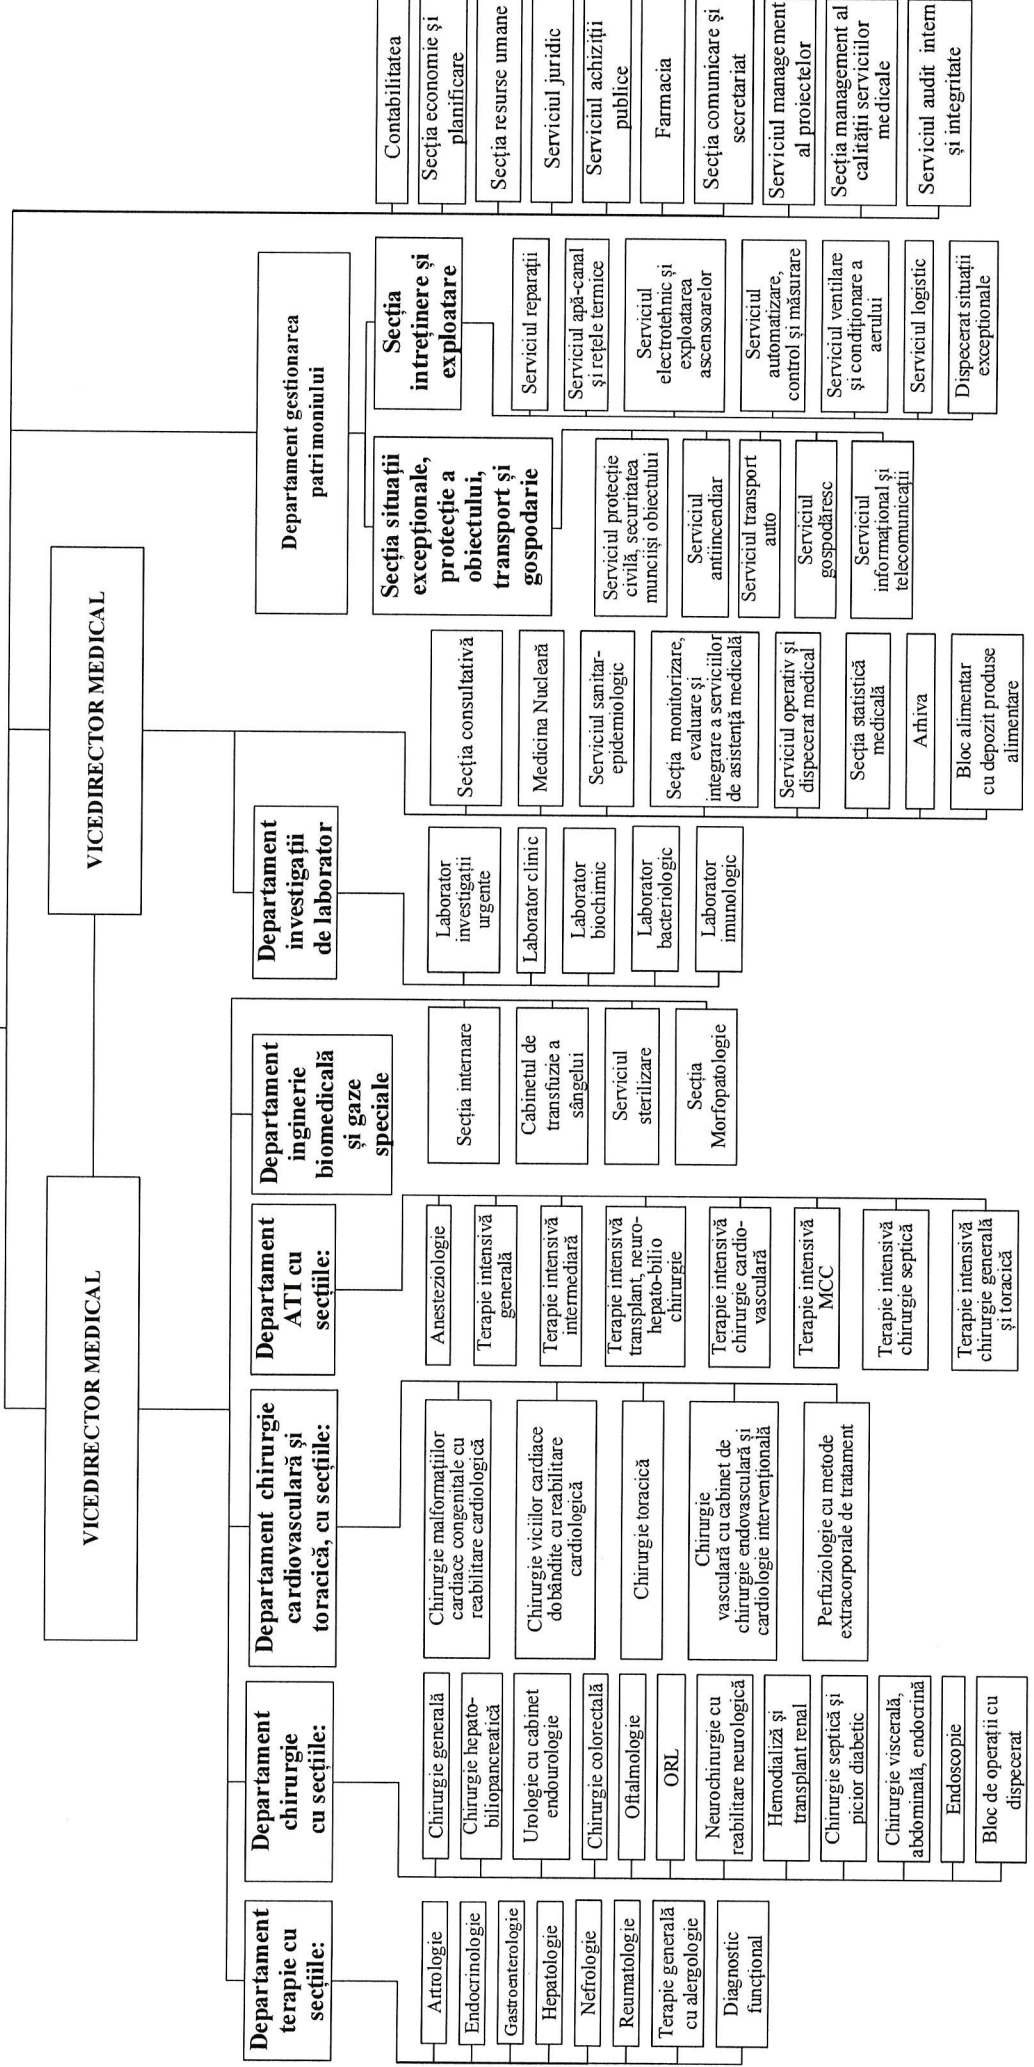 VICEDIRECTOR MEDICAL
VICEDIRECTOR MEDICAL
Departament
terapie cu
secțiile:
Artrologie
Endocrinologie
Gastroenterologie
Hepatologie
Nefrologie
Reumatologie
Terapie generală
cu alergologie
Diagnostic
funcțional
Departament
chirurgie
cu secțiile:
Chirurgie generală
Chirurgie hepato-
biliopancreatică
Urologie cu cabinet
endourologie
Chirurgie colorectală
Oftalmologie
ORL
Neurochirurgie cu
reabilitare neurologică
Hemodializă și
transplant renal
Chirurgie septică și
picior diabetic
Chirurgie viscerală,
abdominală, endocrină
Endoscopie
Bloc de operații cu
dispecerat
Departament chirurgie
cardiovasculară și
toracică, cu secțiile:
Chirurgie malformațiilor
cardiace congenitale cu
reabilitare cardiologică
Chirurgie viciilor cardiace
dobândite cu reabilitare
cardiologică
Chirurgie toracică
Chirurgie
vasculară cu cabinet de
chirurgie endovasculară și
cardiologie intervențională
Perfuziologie cu metode
extracorporale de tratament
Departament
ATI cu
secțiile:
Anesteziologie
Terapie intensivă
generală
Terapie intensivă
intermediară
Terapie intensivă
transplant, neuro-
hepato-bilio
chirurgie
Terapie intensivă
chirurgie cardio-
vasculară
Terapie intensivă
MCC
Terapie intensivă
chirurgie septică
Terapie intensivă
chirurgie generală
și toracică
Departament
inginerie
biomedicală
și gaze
speciale
Secția internare
Cabinetul de
transfuzie a
sângelui
Serviciul
sterilizare
Secția
Morfopatologie
Departament
investigații
de laborator
Laborator
investigații
urgente
Laborator clinic
Laborator
biochimic
Laborator
bacteriologic
Laborator
imunologic
Secția consultativă
Medicina Nucleară
Serviciul sanitar-
epidemiologic
Secția monitorizare,
evaluare și
integrare a serviciilor
de asistență medicală
Serviciul operativ și
dispecerat medical
Secția statistică
medicală
Arhiva
Bloc alimentar
cu depozit produse
alimentare
Departament gestionarea
patrimoniului
Secția situații
excepționale,
protecție a
obiectului,
transport și
gospodarie
Serviciul protecție
civilă, securitatea
munciiși obiectului
Serviciul
antiincendiar
Serviciul transport
auto
Serviciul
gospodăresc
Serviciul
informațional și
telecomunicații
Secția
intreținere și
exploatare
Serviciul reparații
Serviciul apă-canal
și rețele termice
Serviciul
electrotehnic și
exploatarea
ascensoarelor
Serviciul
automatizare,
control și măsurare
Serviciul ventilare
și condiționare a
aerului
Serviciul logistic
Dispecerat situații
excepționale
Contabilitatea
Secția economie și
planificare
Secția resurse umane
Serviciul juridic
Serviciul achiziții
publice
Farmacia
Secția comunicare și
secretariat
Serviciul management
al proiectelor
Secția management al
calității serviciilor
medicale
Serviciul audit intern
și integritate